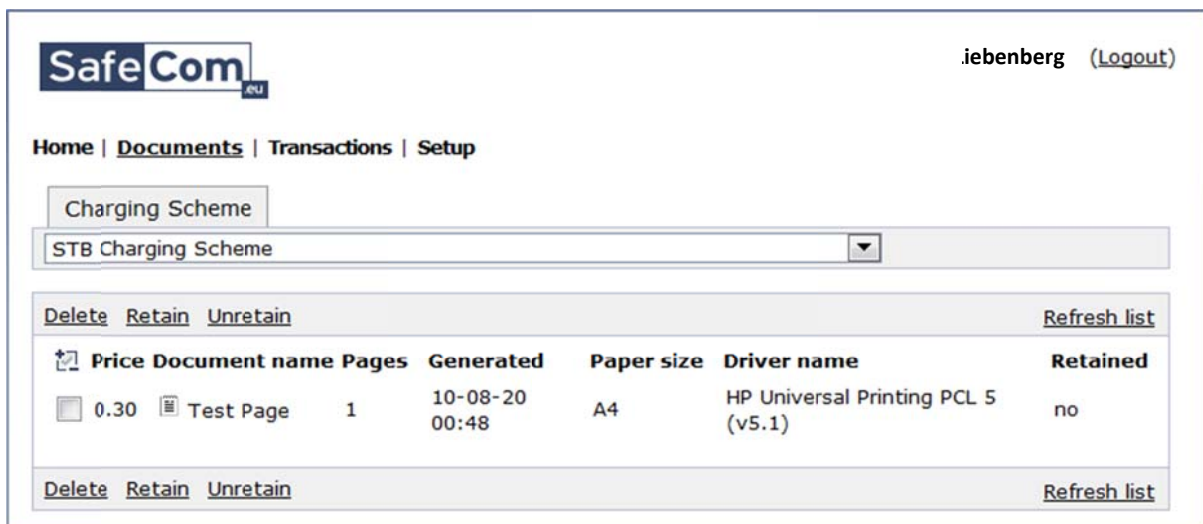 SafeCom
.eu
.iebenberg (Logout)
Home | Documents | Transactions | Setup
Charging Scheme
STB Charging Scheme
Delete Retain Unretain Refresh list
Price Document name Pages Generated Paper size Driver name Retained
0.30 Test Page 1 10-08-20 00:48 A4 HP Universal Printing PCL 5 (v5.1) no
Delete Retain Unretain Refresh list